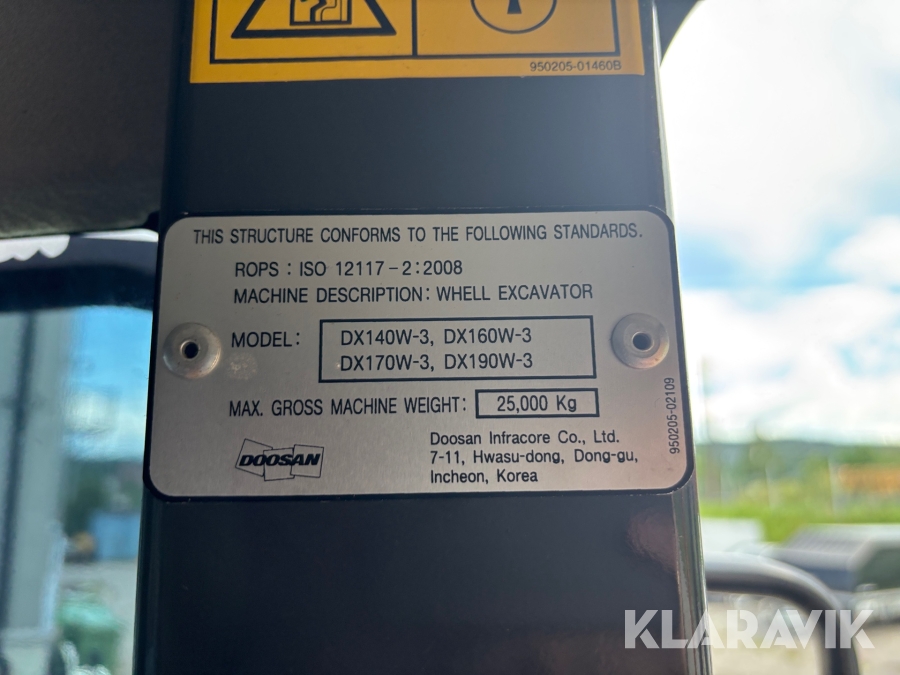 950205-01460B
THIS STRUCTURE CONFORMS TO THE FOLLOWING STANDARDS.
ROPS : ISO 12117-2:2008
MACHINE DESCRIPTION: WHELL EXCAVATOR
MODEL: DX140W-3, DX160W-3
DX170W-3, DX190W-3
MAX. GROSS MACHINE WEIGHT: 25,000 Kg
950205-02109
DOOSAN
Doosan Infracore Co., Ltd.
7-11, Hwasu-dong, Dong-gu,
Incheon, Korea
KLARAVIK